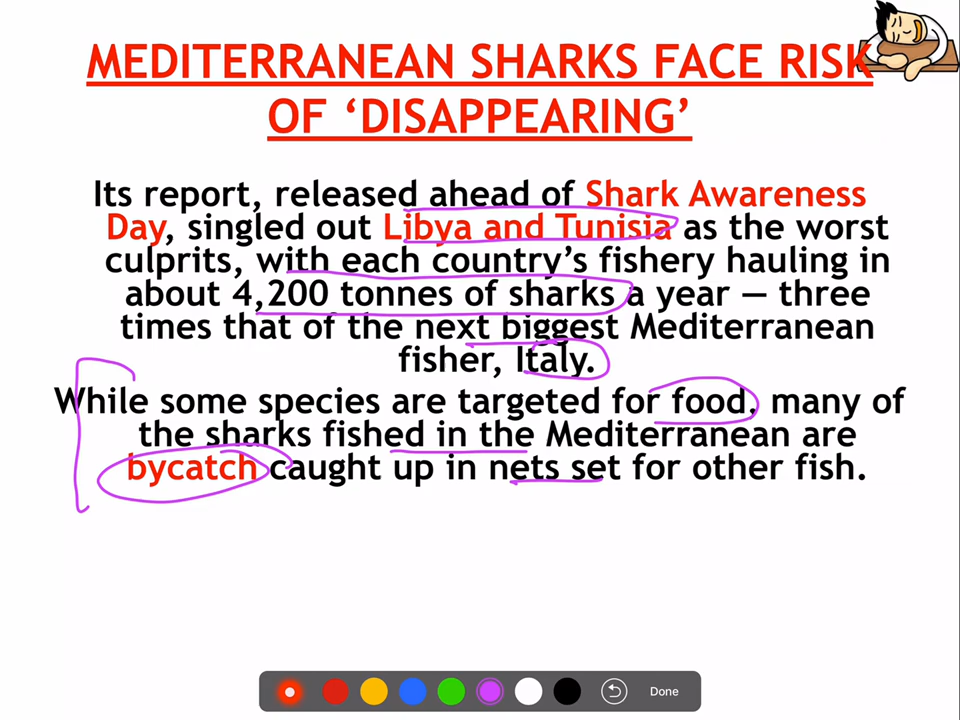 MEDITERRANEAN SHARKS FACE RISK
OF ‘DISAPPEARING’
Its report, released ahead of Shark Awareness
Day, singled out Libya and Tunisia as the worst
culprits, with each country’s fishery hauling in
about 4,200 tonnes of sharks a year — three
times that of the next biggest Mediterranean
fisher, Italy.
While some species are targeted for food, many of
the sharks fished in the Mediterranean are
bycatch caught up in nets set for other fish.
Done